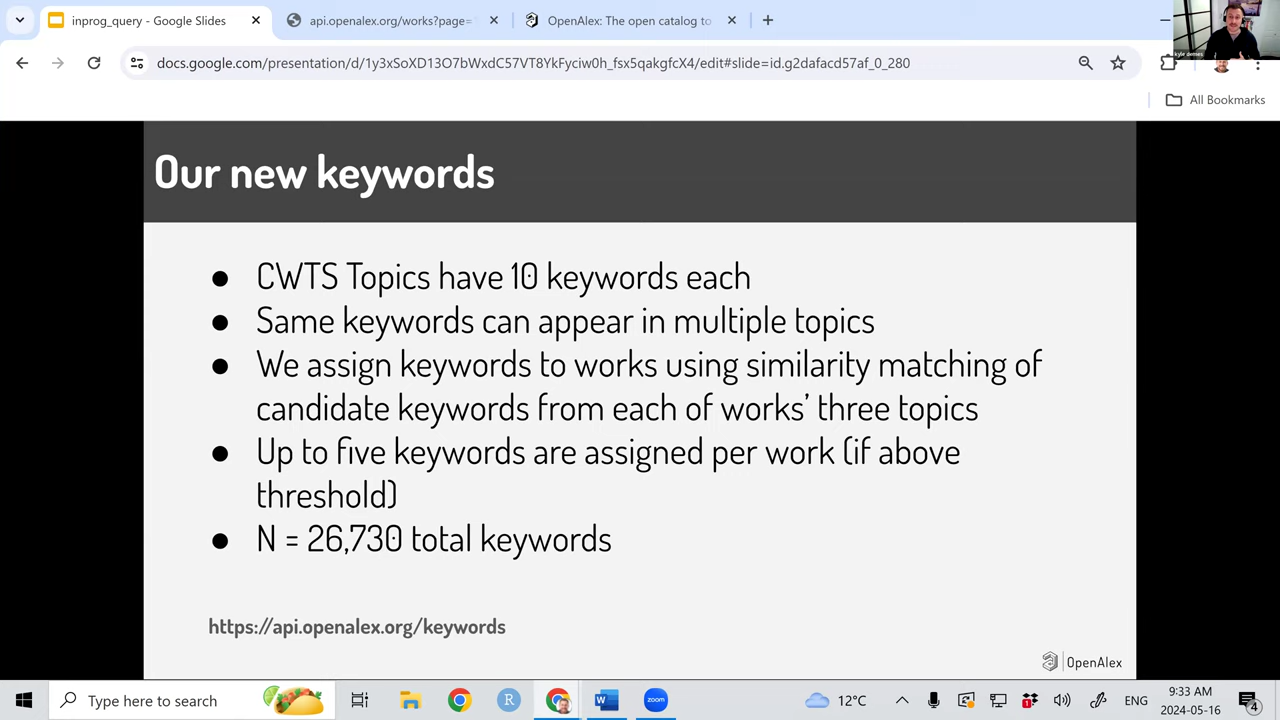 inprog_query - Google Slides
api.openalex.org/works?page=
OpenAlex: The open catalog to
docs.google.com/presentation/d/1y3xSoXD13O7DWXdC57VT8YkFyciw0h_fsx5qakgfcX4/edit#slide=id.g2dafacd57af_0_280
All Bookmarks
Our new keywords
● CWTS Topics have 10 keywords each
● Same keywords can appear in multiple topics
● We assign keywords to works using similarity matching of
candidate keywords from each of works’ three topics
● Up to five keywords are assigned per work (if above
threshold)
● N = 26,730 total keywords
https://api.openalex.org/keywords
OpenAlex
Type here to search
R
W
zoom
12°C
1
ENG
9:33 AM
2024-05-16
4